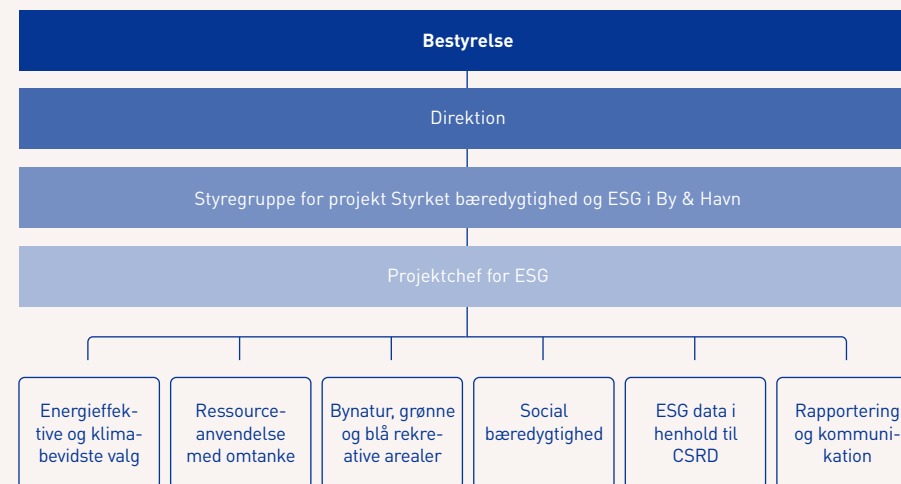 Bestyrelse
Direktion
Styregruppe for projekt Styrket bæredygtighed og ESG i By & Havn
Projektchef for ESG
Energieffek-
tive og klima-
bevidste valg
Ressource-
anvendelse
med omtanke
Bynatur, grønne
og blå rekre-
ative arealer
Social
bæredygtighed
ESG data i
henhold til
CSRD
Rapportering
og kommuni-
kation